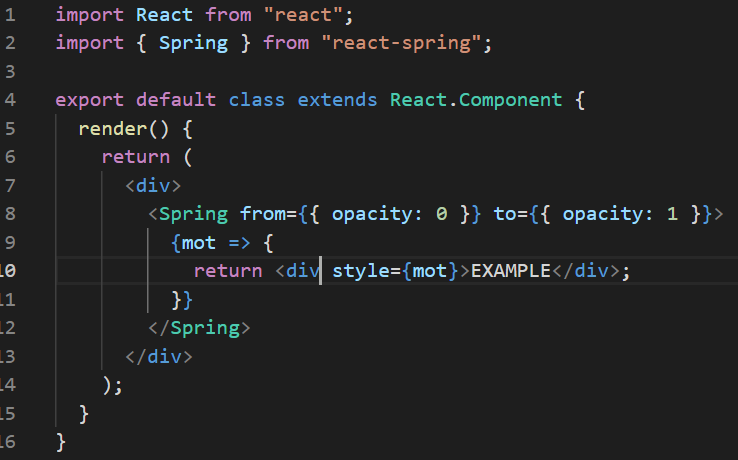 1 import React from "react";
2 import { Spring } from "react-spring";
3
4 export default class extends React.Component {
5   render() {
6     return (
7       <div>
8         <Spring from={{ opacity: 0 }} to={{ opacity: 1 }}>
9           {mot => {
10            return <div style={mot}>EXAMPLE</div>;
11          }}
12        </Spring>
13      </div>
14    );
15  }
16 }